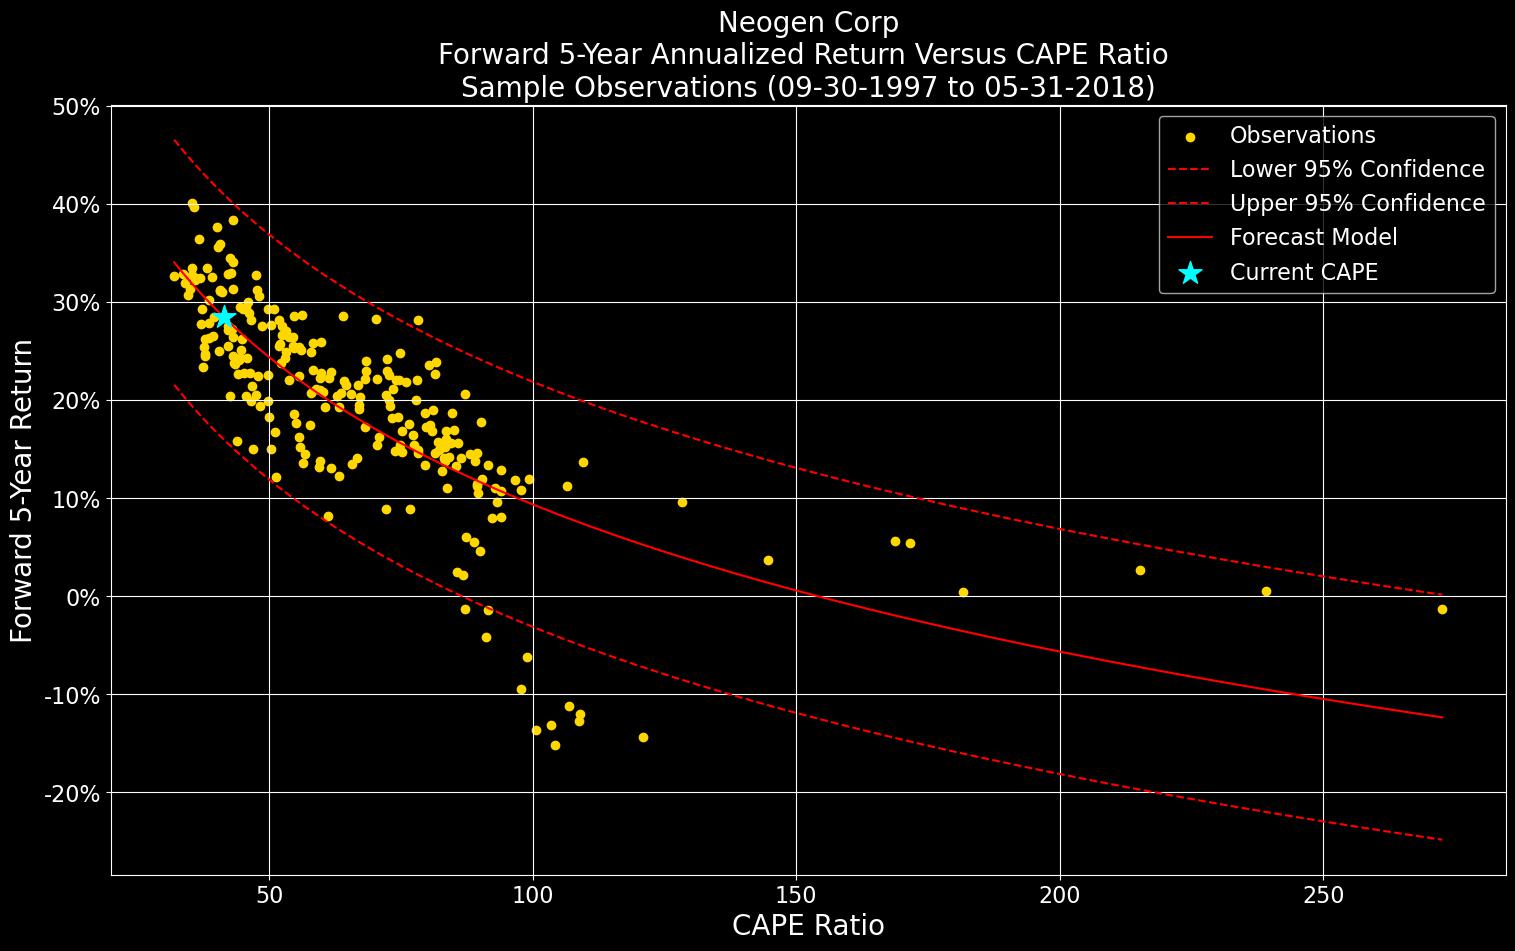 Neogen Corp
Forward 5-Year Annualized Return Versus CAPE Ratio
Sample Observations (09-30-1997 to 05-31-2018)
50%
40%
30%
20%
10%
0%
-10%
-20%
Forward 5-Year Return
Observations
Lower 95% Confidence
Upper 95% Confidence
Forecast Model
Current CAPE
50 100 150 200 250
CAPE Ratio